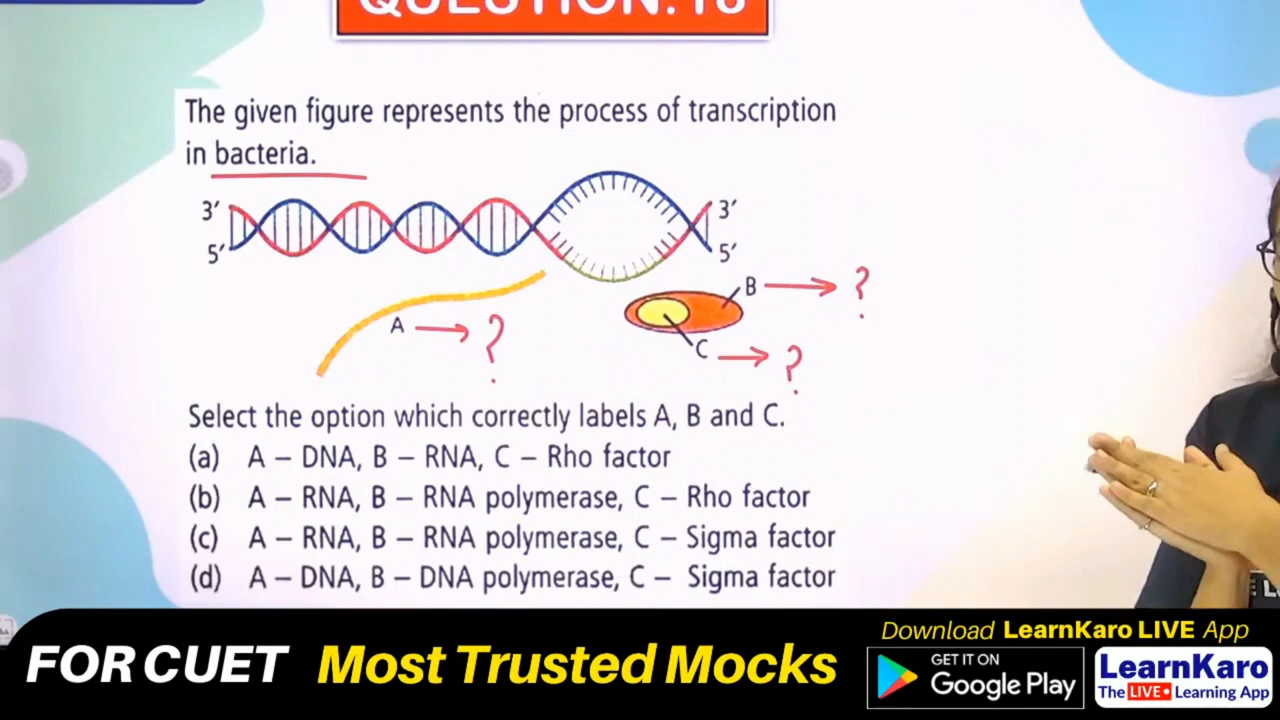 QUESTION: 16
The given figure represents the process of transcription
in bacteria.
3′
3′
5′
5′
B → ?
A → ?
C → ?
Select the option which correctly labels A, B and C.
(a) A – DNA, B – RNA, C – Rho factor
(b) A – RNA, B – RNA polymerase, C – Rho factor
(c) A – RNA, B – RNA polymerase, C – Sigma factor
(d) A – DNA, B – DNA polymerase, C – Sigma factor
FOR CUET Most Trusted Mocks
Download LearnKaro LIVE App
GET IT ON
Google Play
LearnKaro
The LIVE Learning App